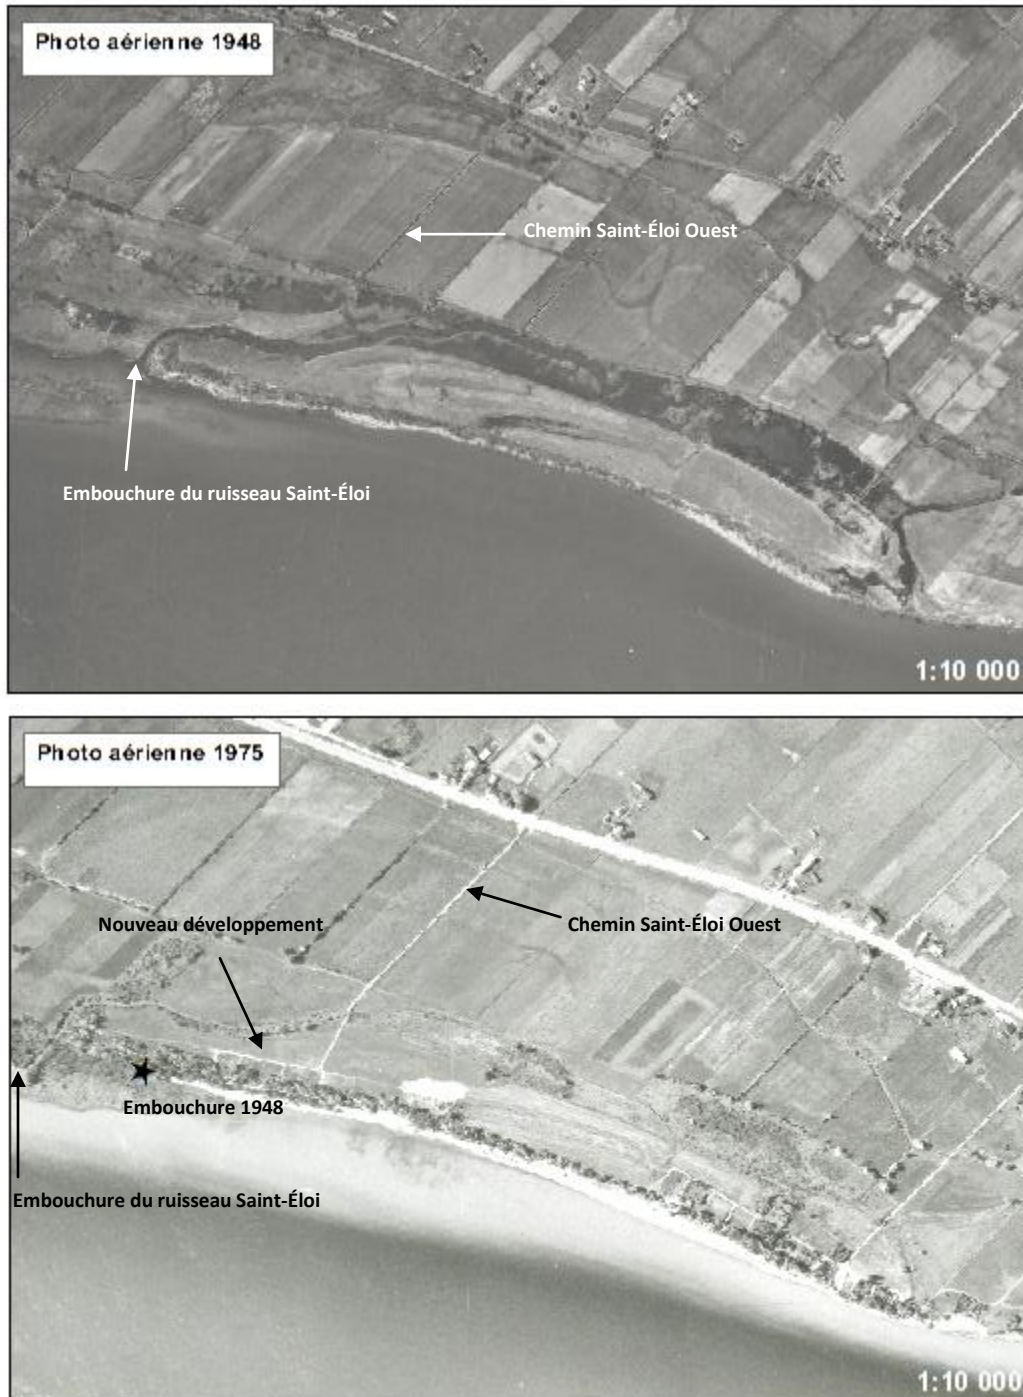 Photo aérienne 1948
Chemin Saint-Éloi Ouest
Embouchure du ruisseau Saint-Éloi
1:10 000
Photo aérienne 1975
Nouveau développement
Chemin Saint-Éloi Ouest
Embouchure 1948
Embouchure du ruisseau Saint-Éloi
1:10 000